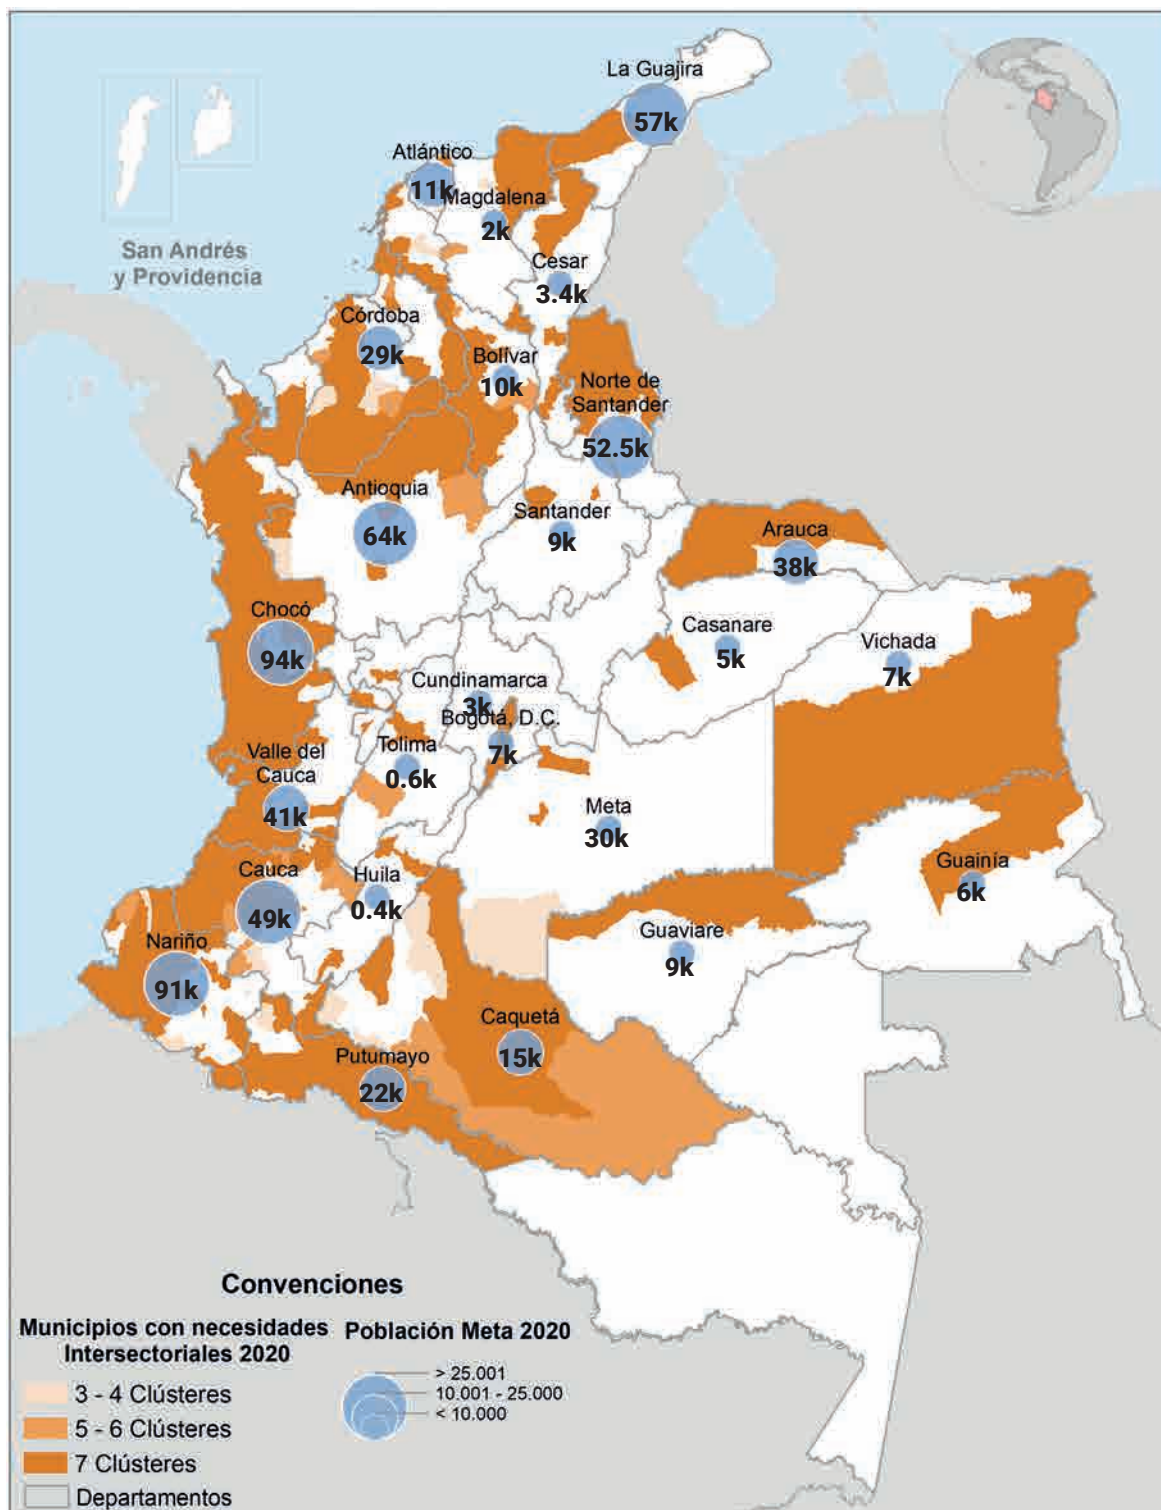 La Guajira
57k
Atlántico
11k
Magdalena
2k
San Andrés
y Providencia
Cesar
3.4k
Córdoba
29k
Bolívar
10k
Norte de
Santander
52.5k
Antioquia
64k
Santander
9k
Arauca
38k
Chocó
94k
Casanare
5k
Vichada
7k
Cundinamarca
3k
Bogotá, D.C.
7k
Valle del
Cauca
41k
Tolima
0.6k
Meta
30k
Cauca
49k
Huila
0.4k
Guainía
6k
Nariño
91k
Guaviare
9k
Caquetá
15k
Putumayo
22k
Convenciones
Municipios con necesidades
Intersectoriales 2020
3 - 4 Clústeres
5 - 6 Clústeres
7 Clústeres
Departamentos
Población Meta 2020
> 25.001
10.001 - 25.000
< 10.000